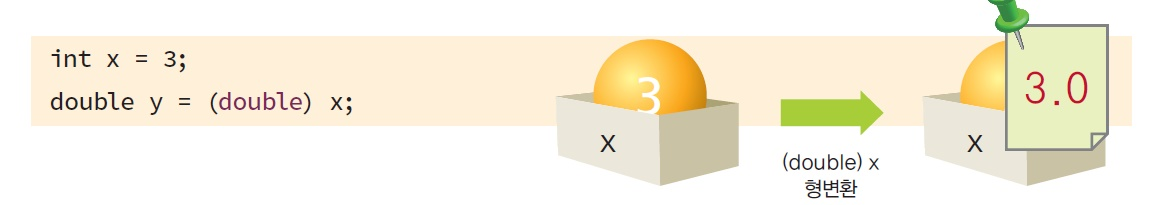 int x = 3;
double y = (double) x;
3
x
(double) x
형변환
x
3.0